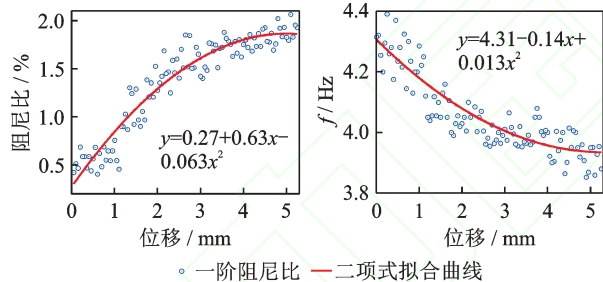 2.0
1.5
1.0
0.5
阻尼比 / %
y=0.27+0.63x−
0.063x²
0 1 2 3 4 5
位移 / mm
4.4
4.2
4.0
3.8
f / Hz
y=4.31−0.14x+
0.013x²
0 1 2 3 4 5
位移 / mm
一阶阻尼比 二项式拟合曲线